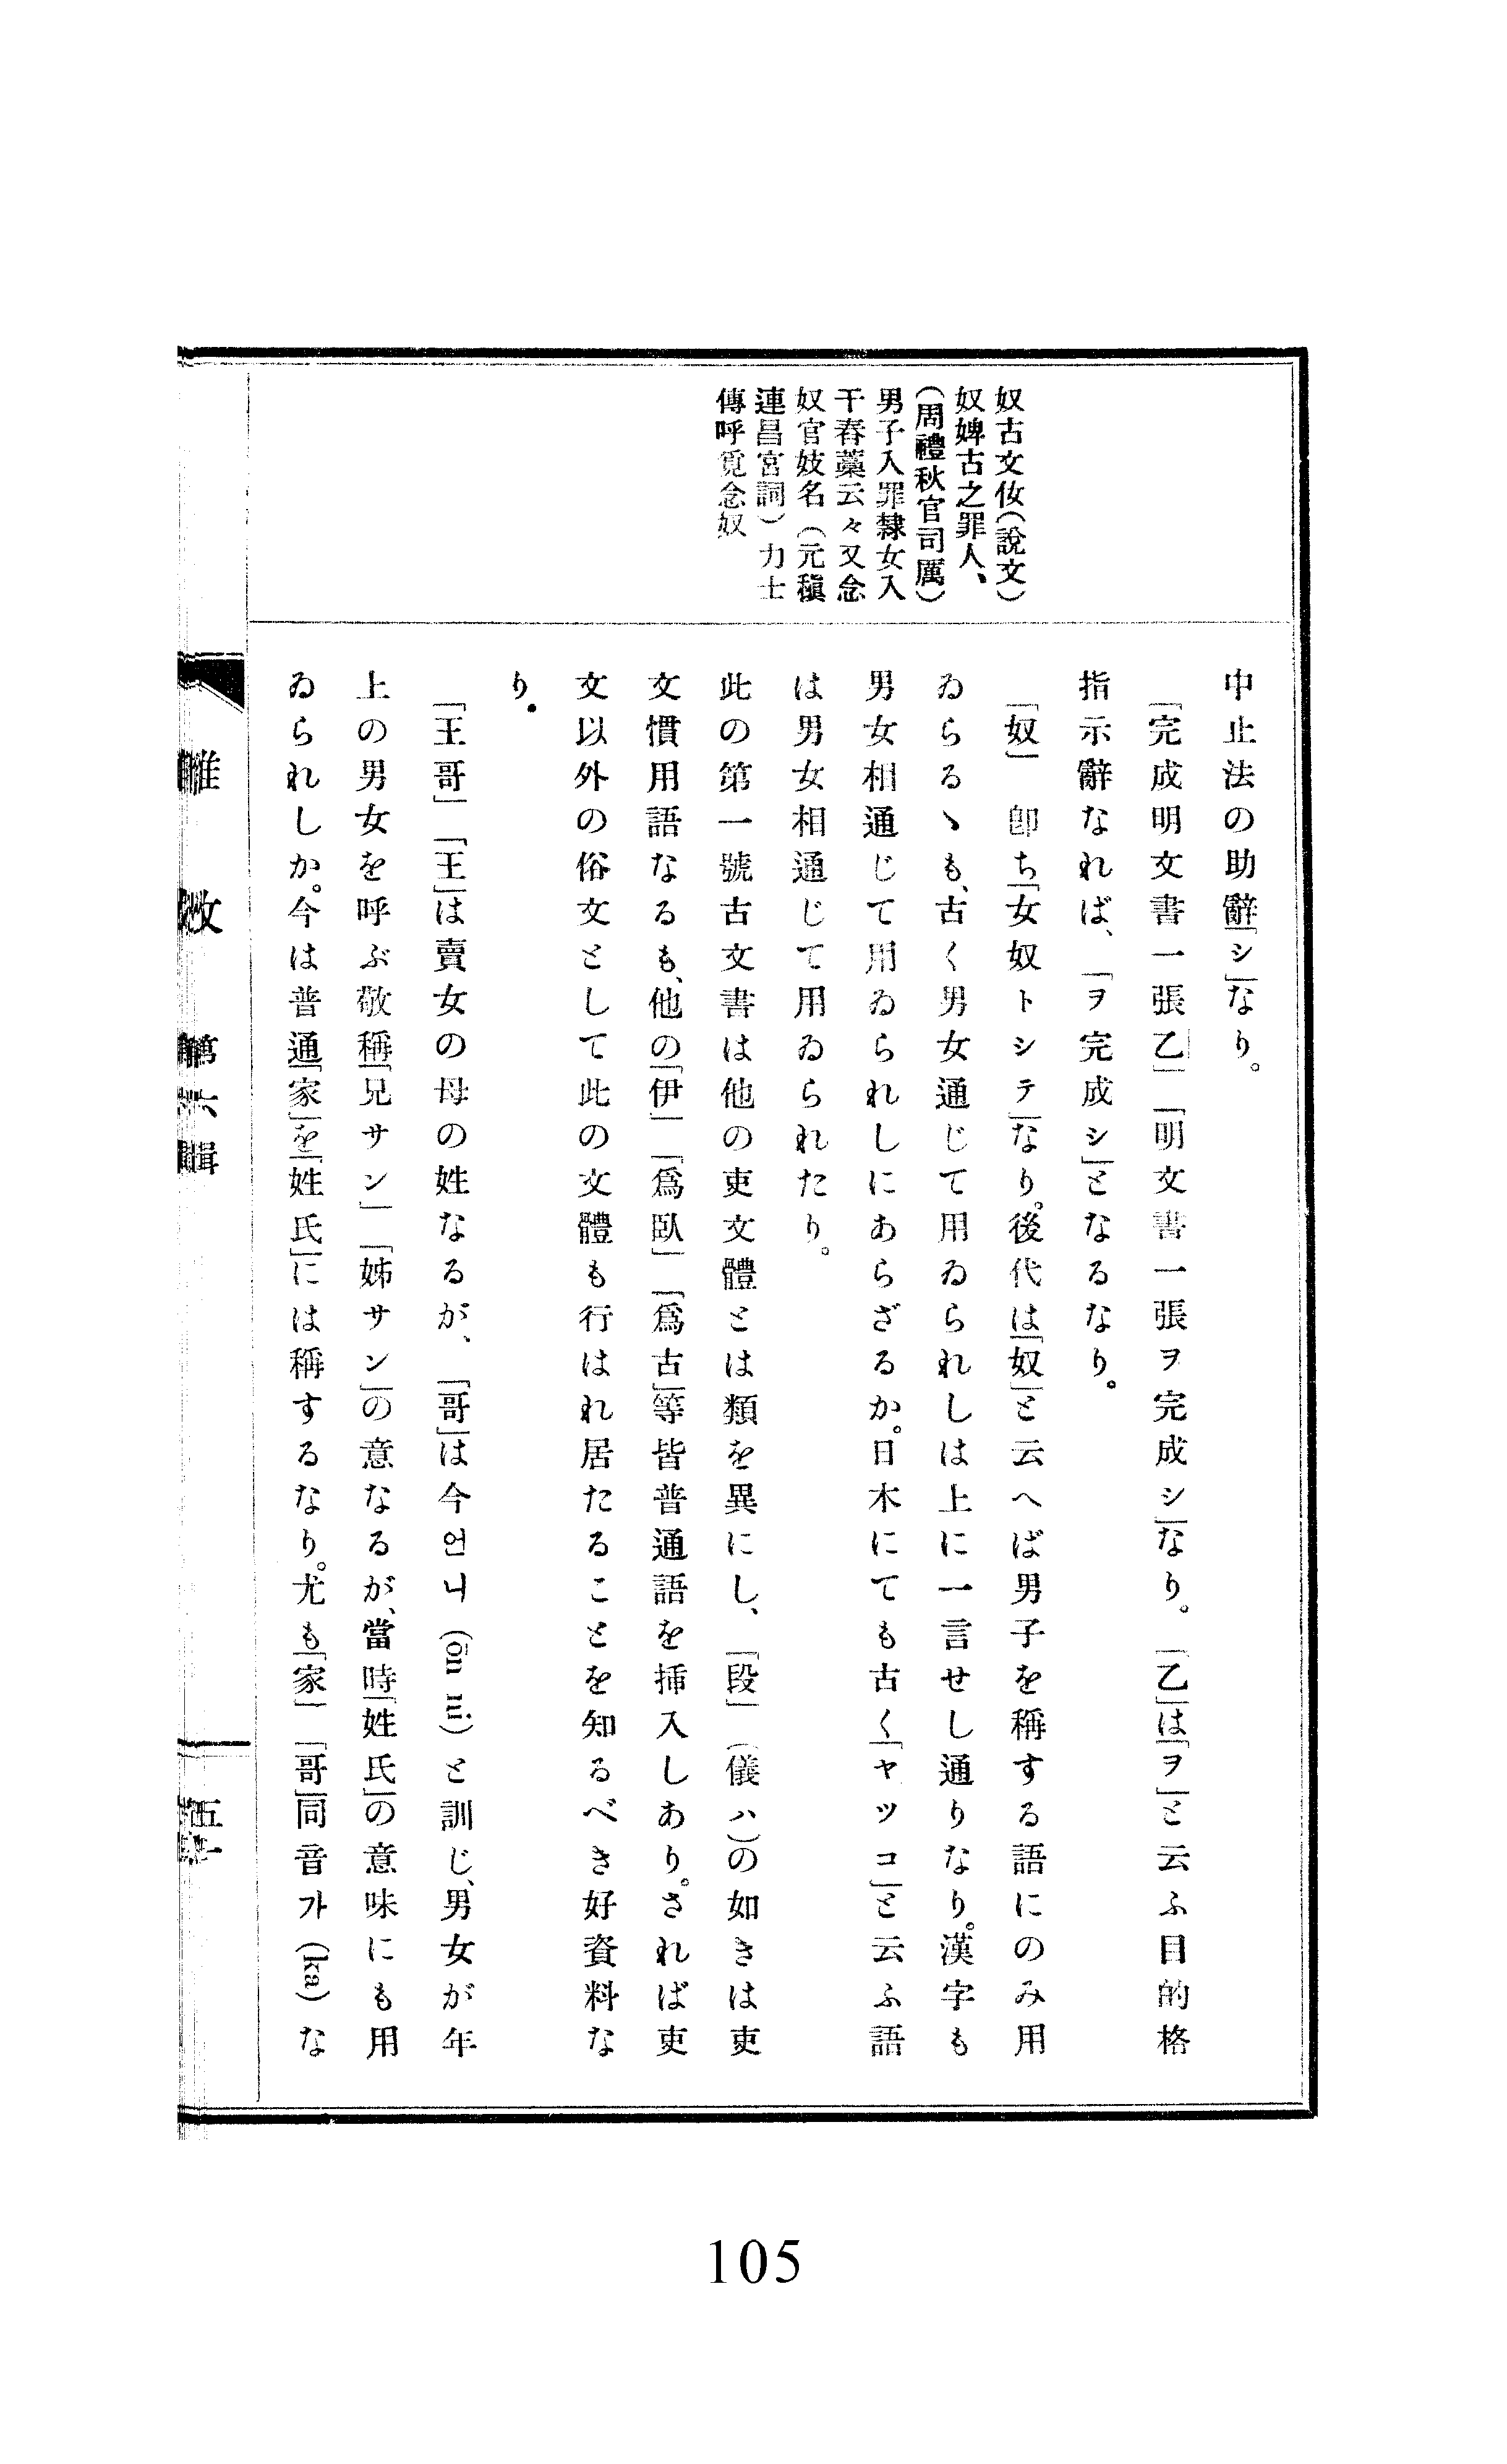 奴古文㚢(說文)
奴婢古之罪人、
(周禮秋官司厲)
男子入罪隸女入
于舂藁云々又念
奴官妓名(元稹
連昌宮詞)力士
傳呼覓念奴
中止法の助辭「シ」なり。
「完成明文書一張乙」「明文書一張ヲ完成シ」なり。「乙」は「ヲ」と云ふ目的格
指示辭なれば、「ヲ完成シ」となるなり。
「奴」 卽ち「女奴トシテ」なり。後代は「奴」と云へば男子を稱する語にのみ用
ゐらるヽも、古く男女通じて用ゐられしは上に一言せし通りなり。漢字も
男女相通じて用ゐられしにあらざるか。日本にても古く「ヤツコ」と云ふ語
は男女相通じて用ゐられたり。
此の第一號古文書は他の吏文體とは類を異にし、「段」(儀ハ)の如きは吏
文慣用語なるも、他の「伊」「爲臥」「爲古」等皆普通語を揷入しあり。されば吏
文以外の俗文として此の文體も行はれ居たることを知るべき好資料な
り。
「王哥」「王」は賣女の母の姓なるが、「哥」は今언니(ŏn ni)と訓じ、男女が年
上の男女を呼ぶ敬稱「兄サン」「姊サン」の意なるが、當時「姓氏」の意味にも用
ゐられしか。今は普通「家」を「姓氏」には稱するなり。尤も「家」「哥」同音가(ka)な
雜攷 第六輯
105